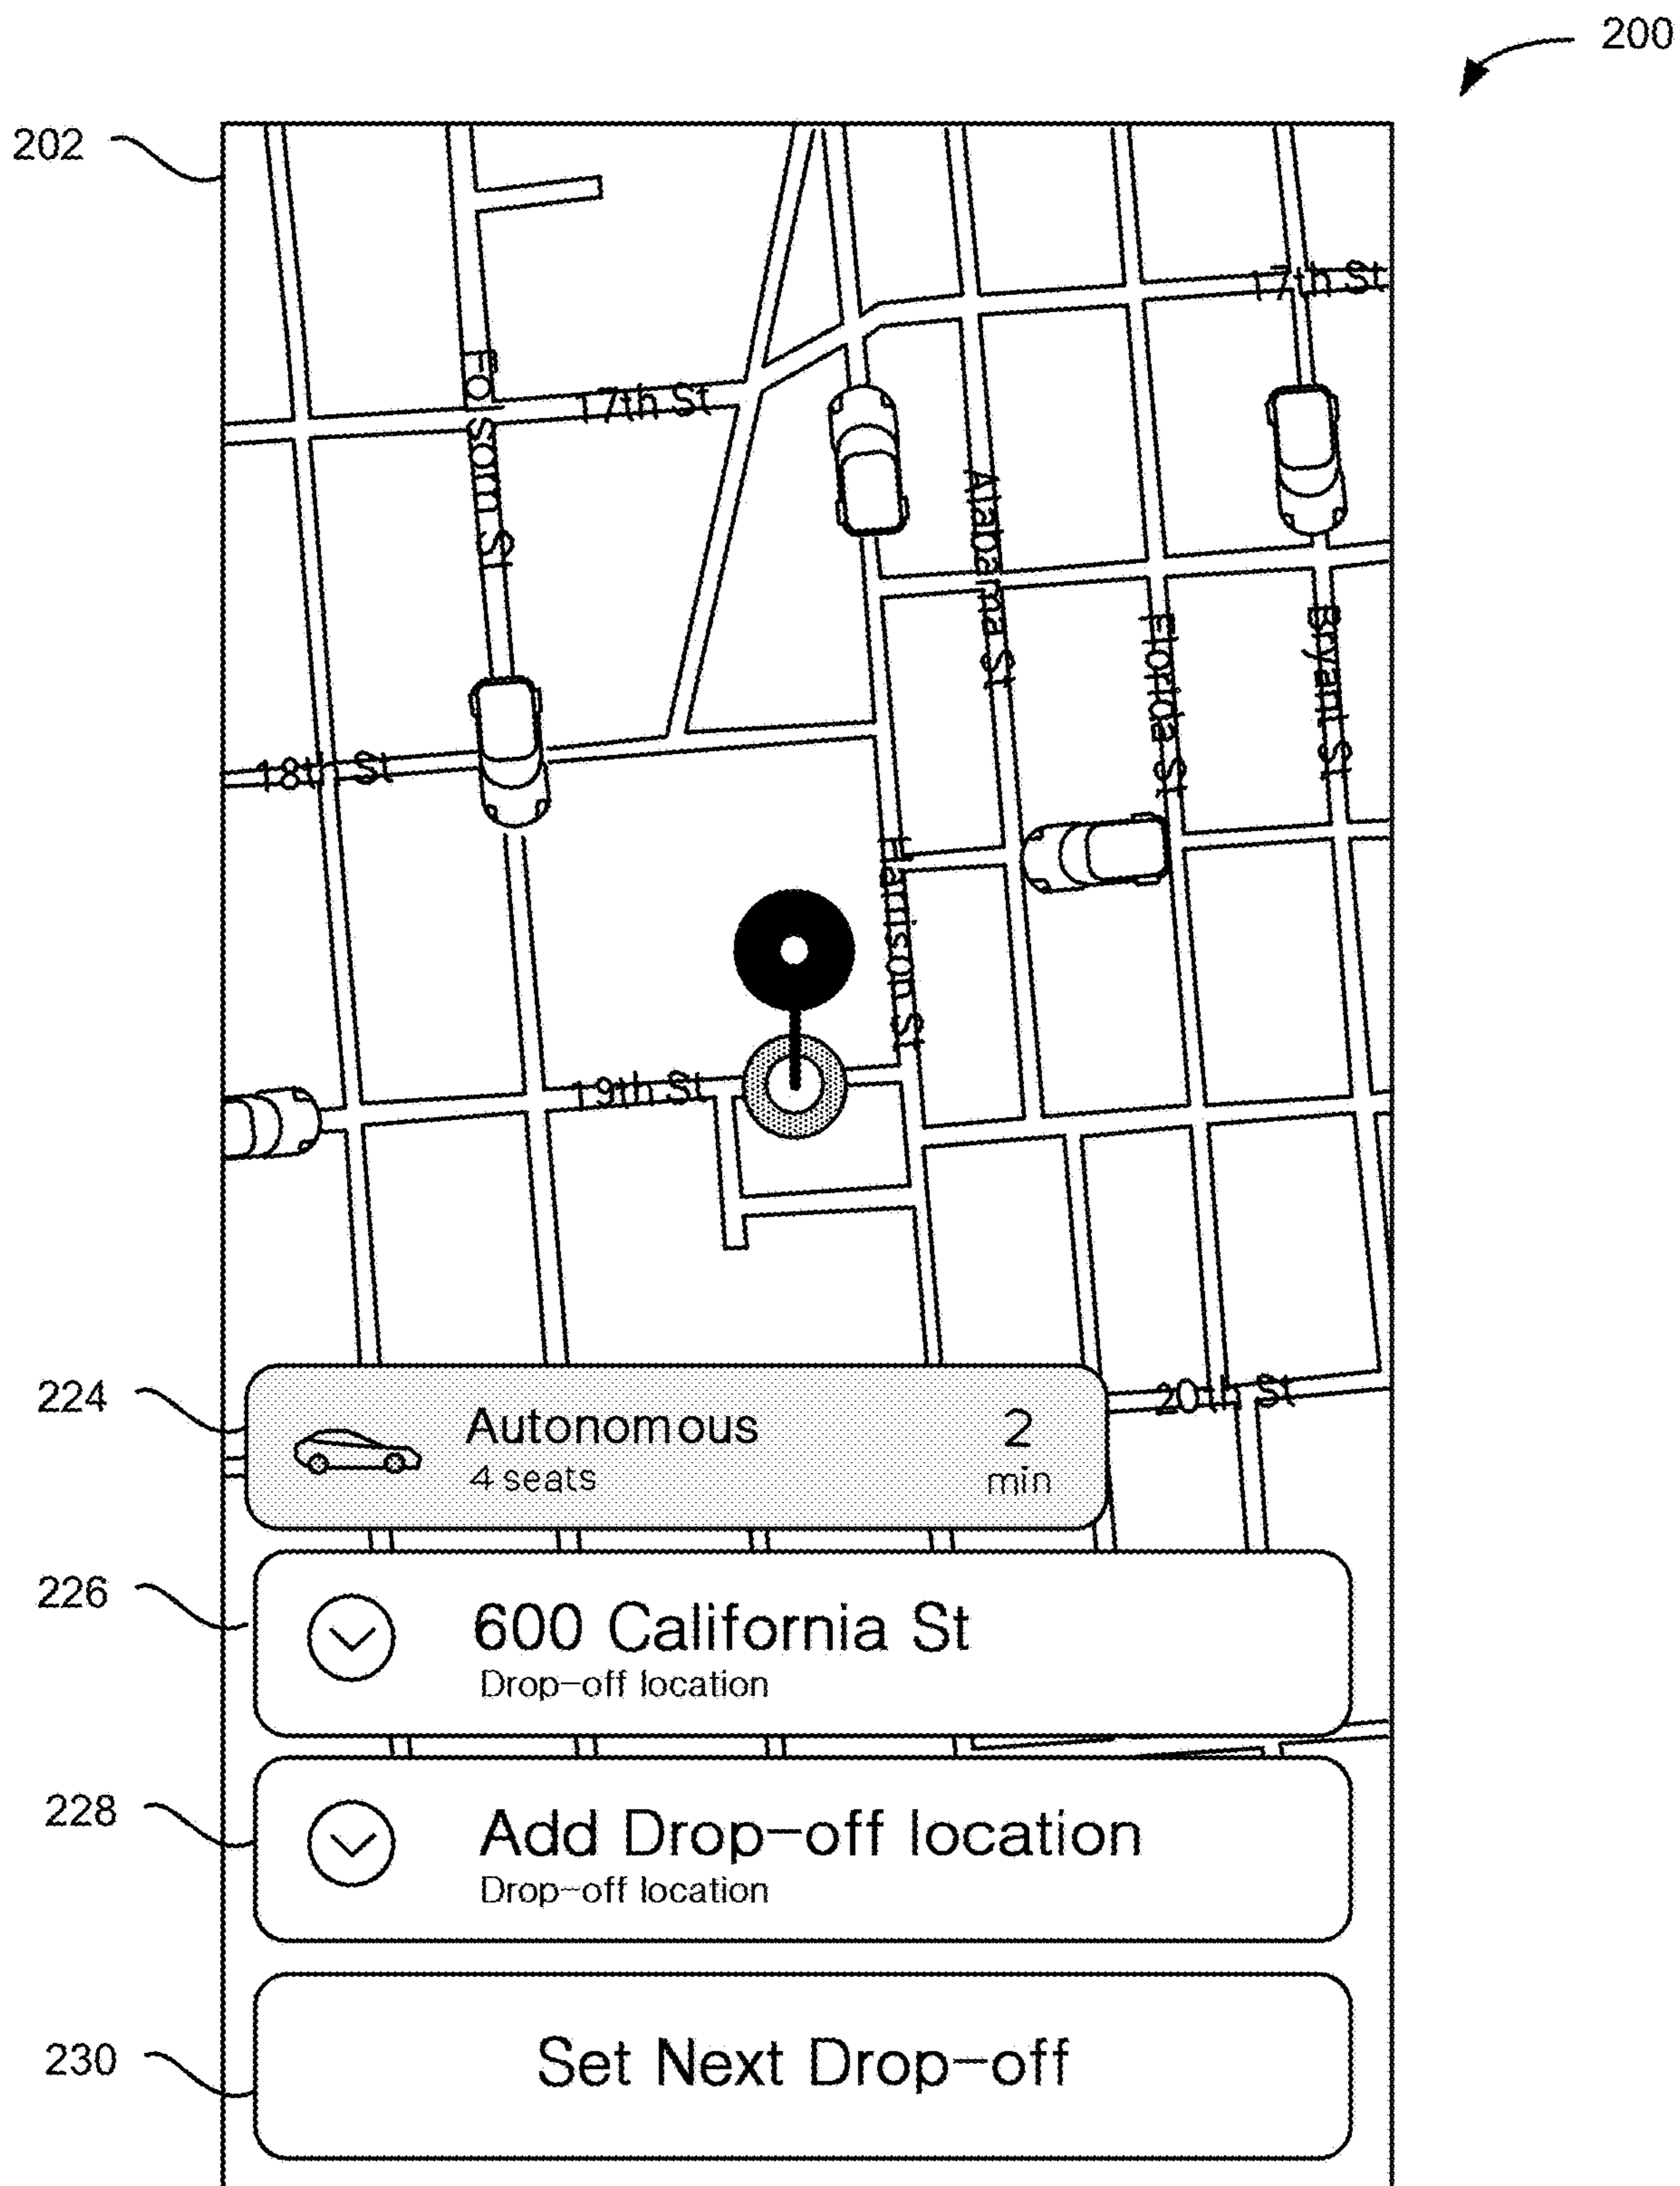 200
202
17th St
Folsom St
17th St
Alabama St
Florida St
Bryant St
18th St
Harrison St
19th St
224
Autonomous
2
4 seats
min
20th St
226
600 California St
Drop-off location
228
Add Drop-off location
Drop-off location
230
Set Next Drop-off